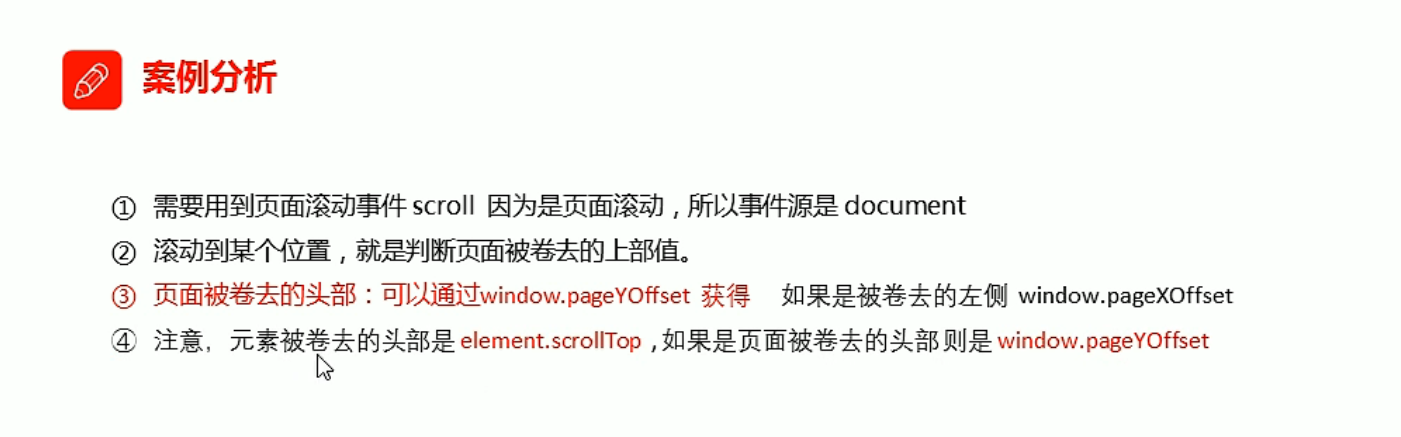 案例分析
① 需要用到页面滚动事件 scroll 因为是页面滚动，所以事件源是 document
② 滚动到某个位置，就是判断页面被卷去的上部值。
③ 页面被卷去的头部：可以通过window.pageYOffset 获得 如果是被卷去的左侧 window.pageXOffset
④ 注意，元素被卷去的头部是 element.scrollTop , 如果是页面被卷去的头部 则是 window.pageYOffset